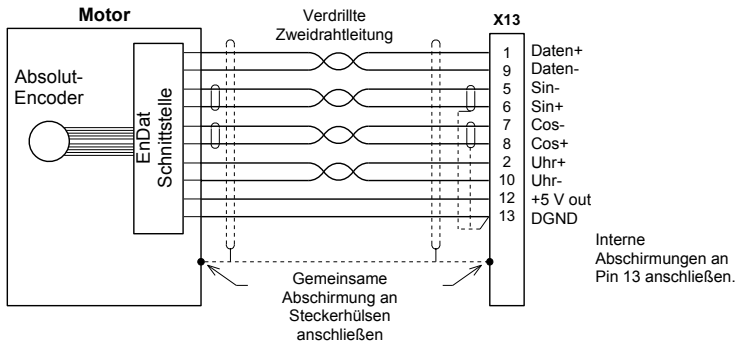 Motor
Verdrillte
Zweidrahtleitung
X13
Absolut-
Encoder
EnDat
Schnittstelle
1 Daten+
9 Daten-
5 Sin-
6 Sin+
7 Cos-
8 Cos+
2 Uhr+
10 Uhr-
12 +5 V out
13 DGND
Interne
Abschirmungen an
Pin 13 anschließen.
Gemeinsame
Abschirmung an
Steckerhülsen
anschließen